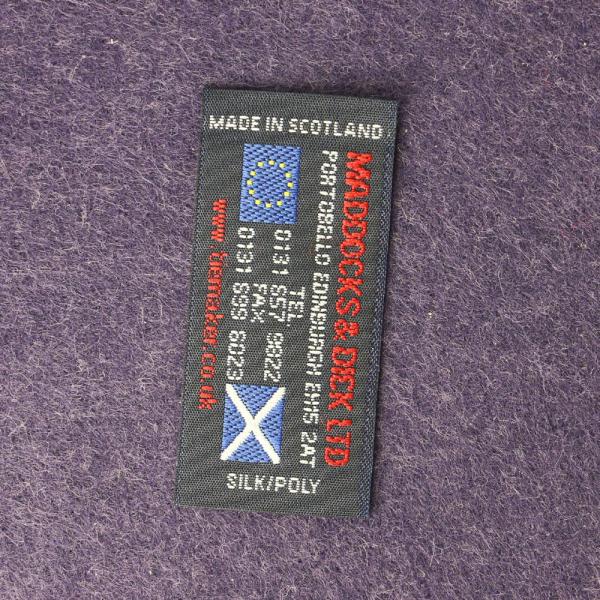 MADE IN SCOTLAND
MADDOCKS & DICK LTD
PORTOBELLO EDINBURGH EH15 2AT
TEL. 0131 657 9822
FAX 0131 699 6023
www.tiemaker.co.uk
SILK/POLY